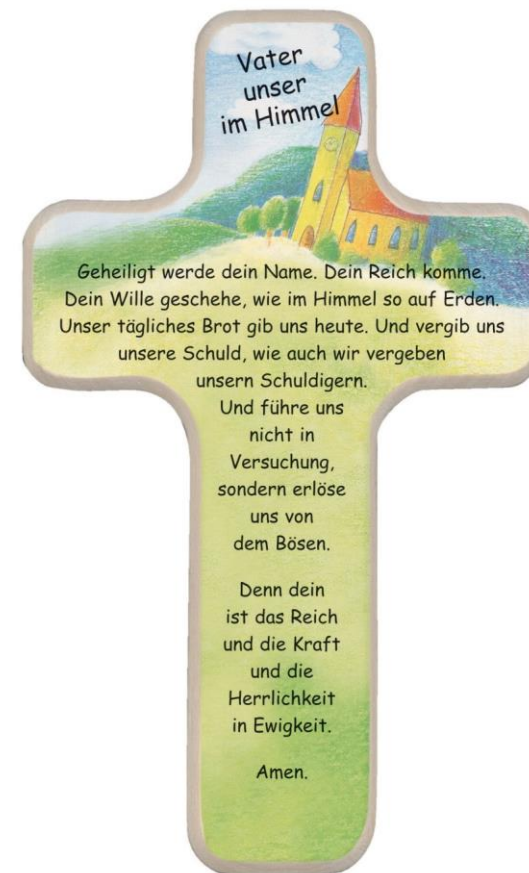 Vater
unser
im Himmel
Geheiligt werde dein Name. Dein Reich komme.
Dein Wille geschehe, wie im Himmel so auf Erden.
Unser tägliches Brot gib uns heute. Und vergib uns
unsere Schuld, wie auch wir vergeben
unsern Schuldigern.
Und führe uns
nicht in
Versuchung,
sondern erlöse
uns von
dem Bösen.
Denn dein
ist das Reich
und die Kraft
und die
Herrlichkeit
in Ewigkeit.
Amen.